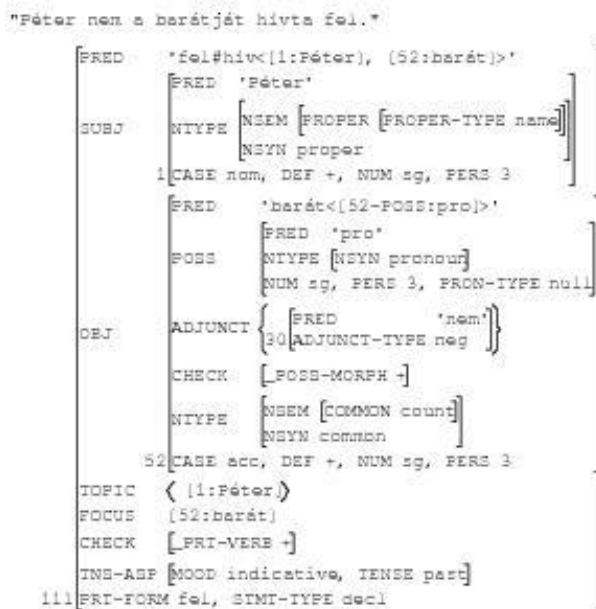 "Péter nem a barátját hívta fel."
PRED 'fel#hív<[1:Péter], [52:barát]>'
PRED 'Péter'
SUBJ NTYPE NSEM [PROPER [PROPER-TYPE name]]
NSYN proper
1 CASE nom, DEF +, NUM sg, PERS 3
PRED 'barát<[52-POSS:pro]>'
PRED 'pro'
POSS NTYPE [NSYN pronoun]
NUM sg, PERS 3, PRON-TYPE null
OBJ ADJUNCT { PRED 'nem'
30 ADJUNCT-TYPE neg }
CHECK [_POSS-MORPH +]
NTYPE NSEM [COMMON count]
NSYN common
52 CASE acc, DEF +, NUM sg, PERS 3
TOPIC { [1:Péter] }
FOCUS [52:barát]
CHECK [_PRT-VERB +]
TNS-ASP [MOOD indicative, TENSE past]
111 PRT-FORM fel, STMT-TYPE decl